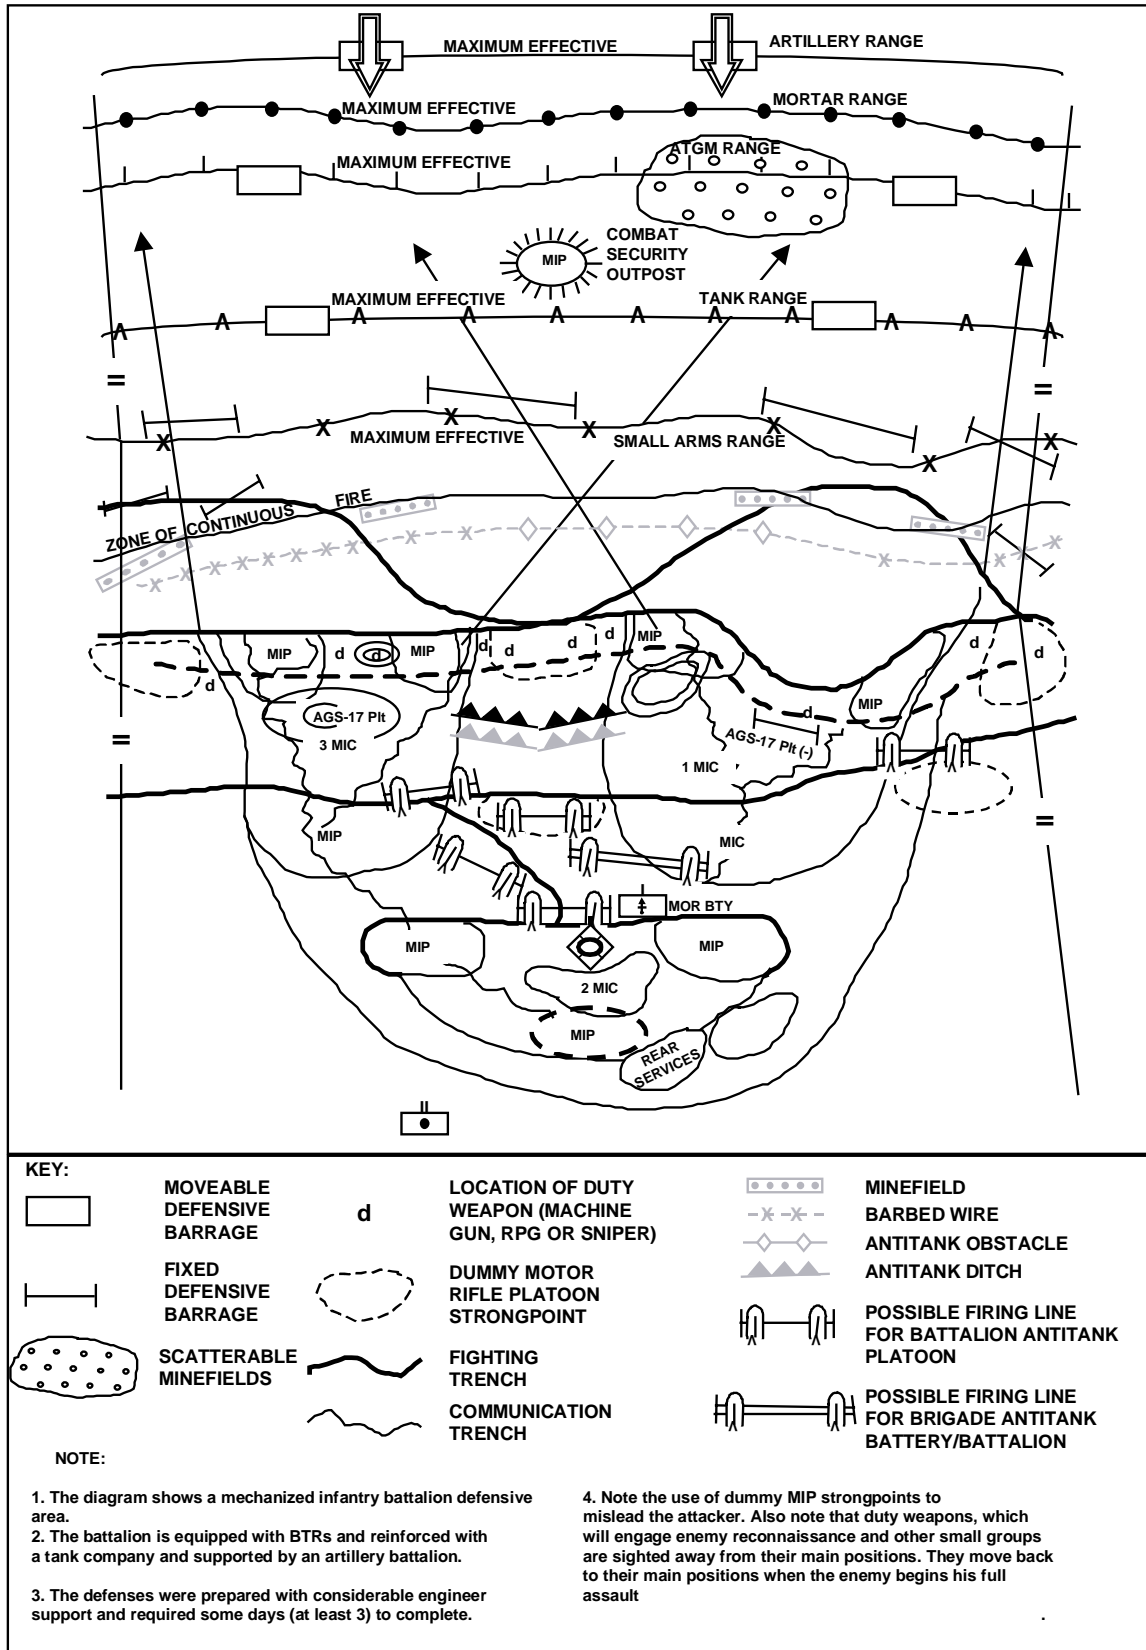 MAXIMUM EFFECTIVE
ARTILLERY RANGE
MAXIMUM EFFECTIVE
MORTAR RANGE
MAXIMUM EFFECTIVE
ATGM RANGE
MIP
COMBAT
SECURITY
OUTPOST
MAXIMUM EFFECTIVE
TANK RANGE
MAXIMUM EFFECTIVE
SMALL ARMS RANGE
ZONE OF CONTINUOUS FIRE
MIP
d
d
MIP
d
d
d
d
MIP
d
d
d
AGS-17 Plt
3 MIC
MIP
d
AGS-17 Plt (-)
1 MIC
MIP
MIC
MOR BTY
MIP
MIP
2 MIC
MIP
REAR
SERVICES
KEY:
MOVEABLE
DEFENSIVE
BARRAGE
FIXED
DEFENSIVE
BARRAGE
SCATTERABLE
MINEFIELDS
d
LOCATION OF DUTY
WEAPON (MACHINE
GUN, RPG OR SNIPER)
DUMMY MOTOR
RIFLE PLATOON
STRONGPOINT
FIGHTING
TRENCH
COMMUNICATION
TRENCH
MINEFIELD
BARBED WIRE
ANTITANK OBSTACLE
ANTITANK DITCH
POSSIBLE FIRING LINE
FOR BATTALION ANTITANK
PLATOON
POSSIBLE FIRING LINE
FOR BRIGADE ANTITANK
BATTERY/BATTALION
NOTE:
1. The diagram shows a mechanized infantry battalion defensive
area.
2. The battalion is equipped with BTRs and reinforced with
a tank company and supported by an artillery battalion.
3. The defenses were prepared with considerable engineer
support and required some days (at least 3) to complete.
4. Note the use of dummy MIP strongpoints to
mislead the attacker. Also note that duty weapons, which
will engage enemy reconnaissance and other small groups
are sighted away from their main positions. They move back
to their main positions when the enemy begins his full
assault
.